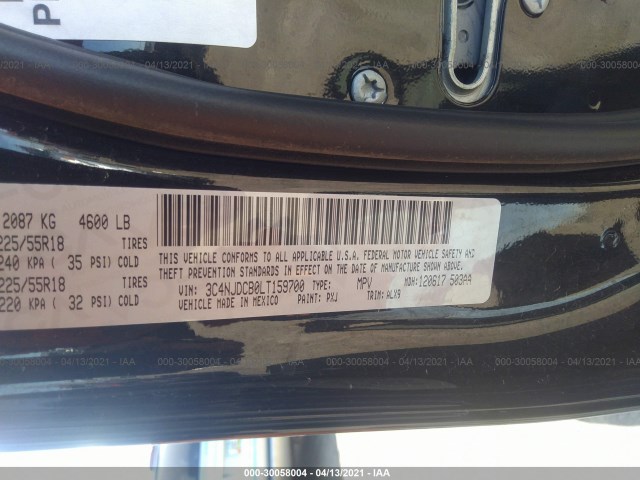 2087 KG 4600 LB
225/55R18 TIRES
240 KPA ( 35 PSI) COLD
225/55R18 TIRES
220 KPA ( 32 PSI) COLD
THIS VEHICLE CONFORMS TO ALL APPLICABLE U.S.A. FEDERAL MOTOR VEHICLE SAFETY AND
THEFT PREVENTION STANDARDS IN EFFECT ON THE DATE OF MANUFACTURE SHOWN ABOVE.
VIN: 3C4NJDCB0LT159700 TYPE: MPV MDH: 120617 503AA
VEHICLE MADE IN MEXICO PAINT: PXJ TRIM: ALX9
000-30058004 - 04/13/2021 - IAA